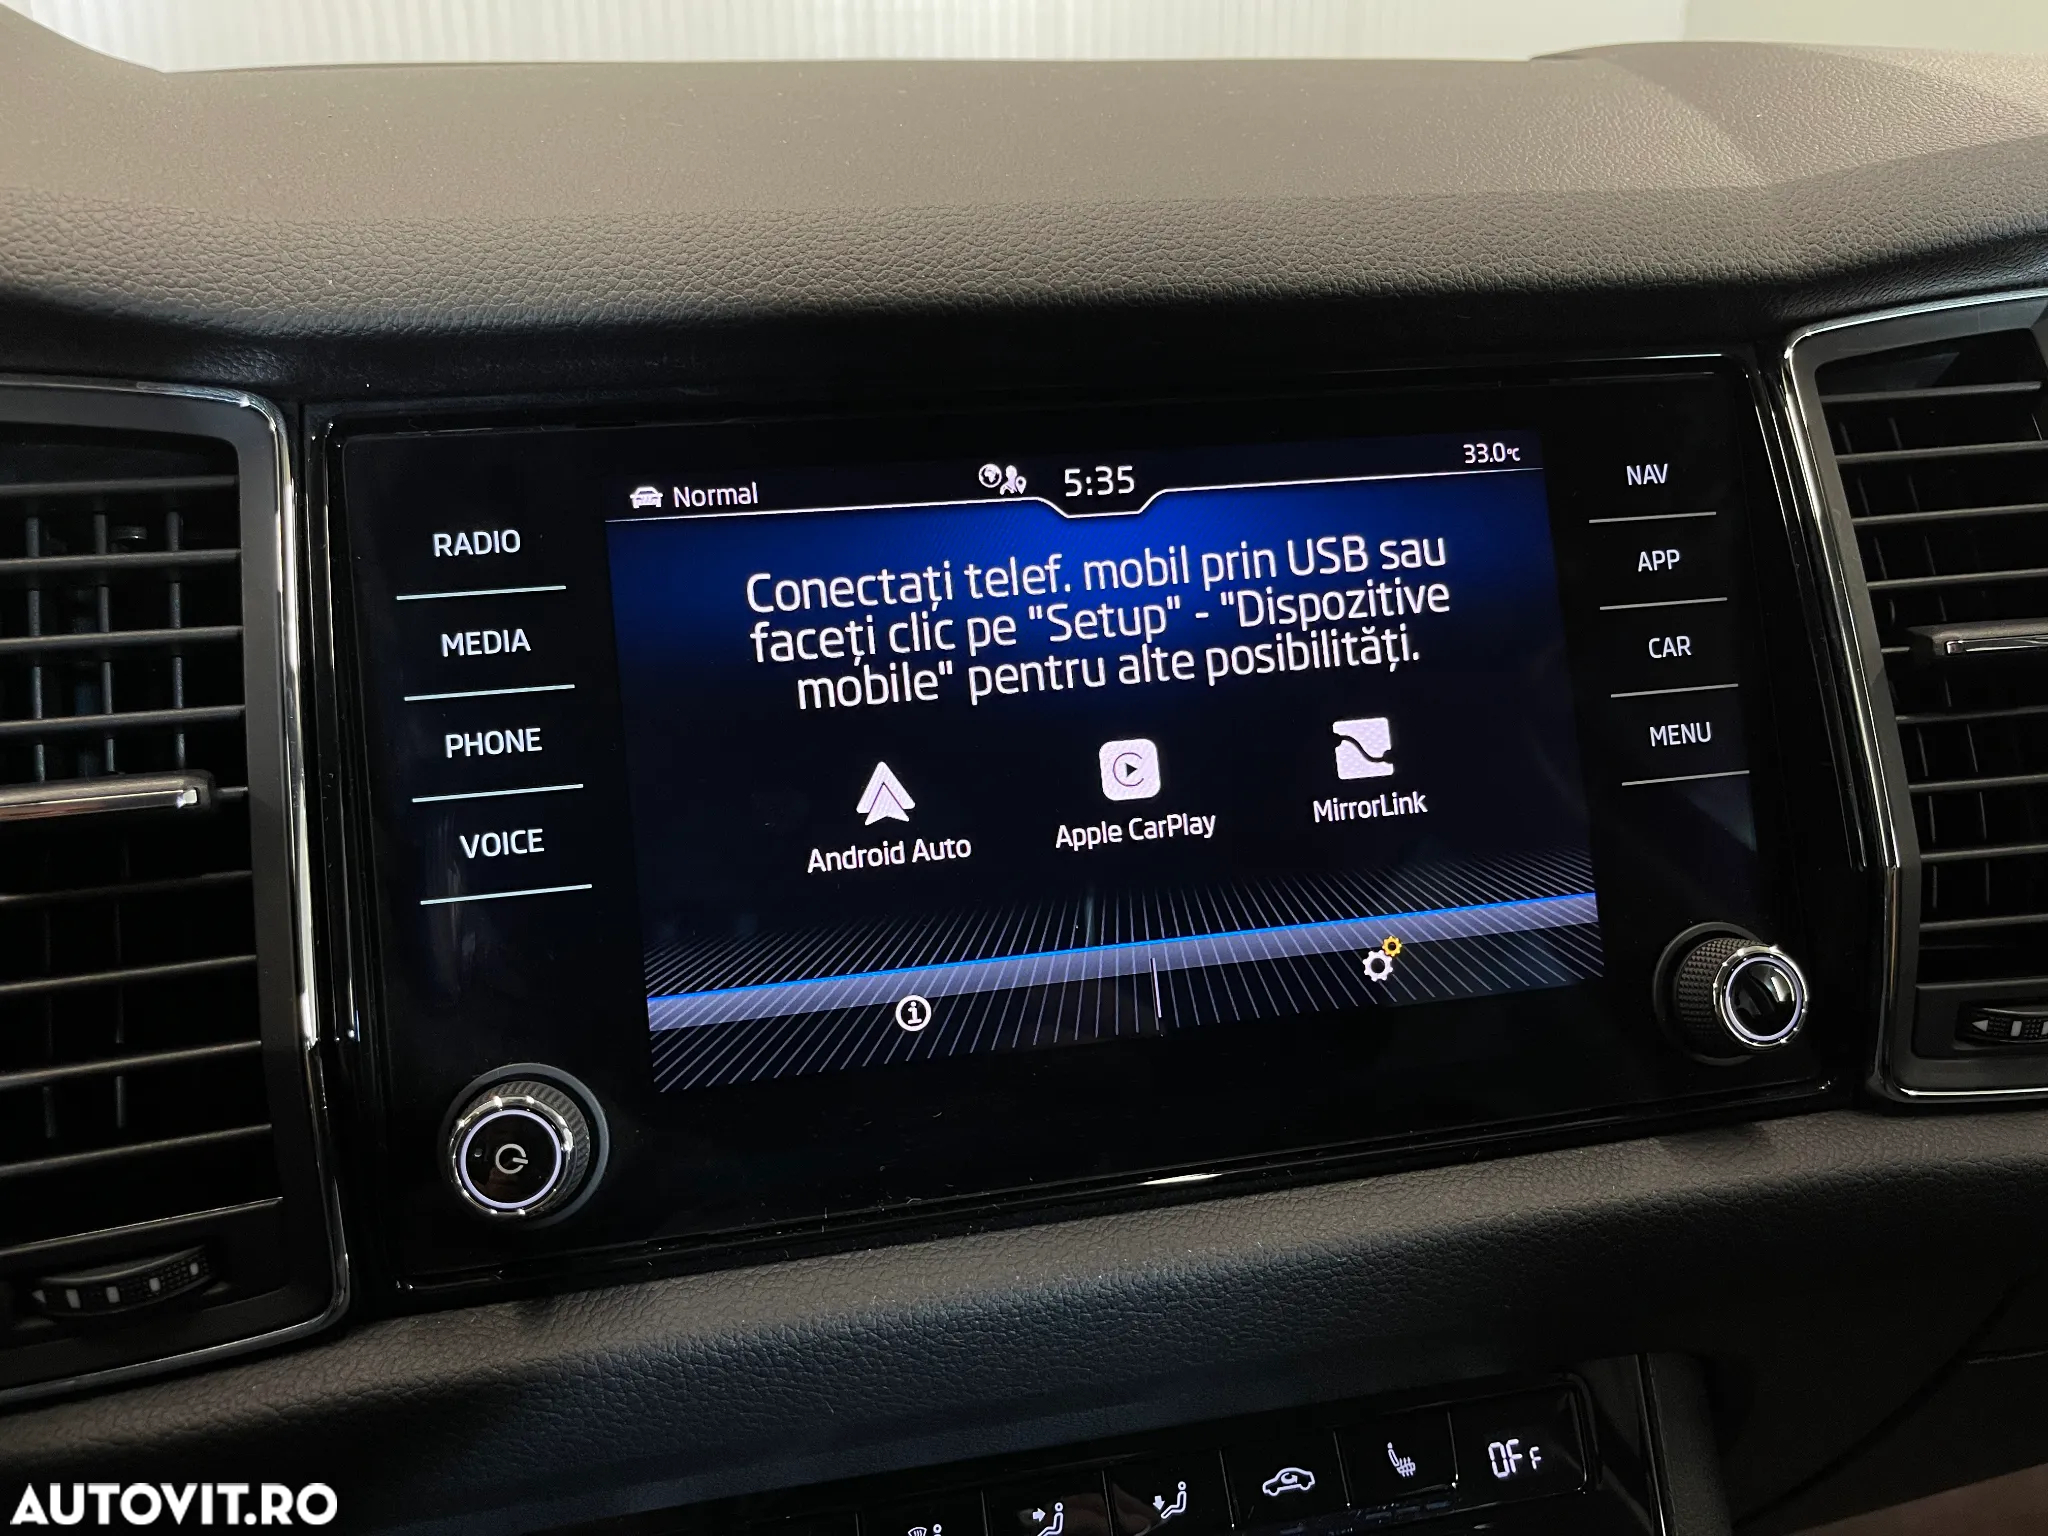 Normal
5:35
33.0°C
RADIO
MEDIA
PHONE
VOICE
Conectați telef. mobil prin USB sau
faceți clic pe "Setup" - "Dispozitive
mobile" pentru alte posibilități.
Android Auto
Apple CarPlay
MirrorLink
NAV
APP
CAR
MENU
OFF
AUTOVIT.RO